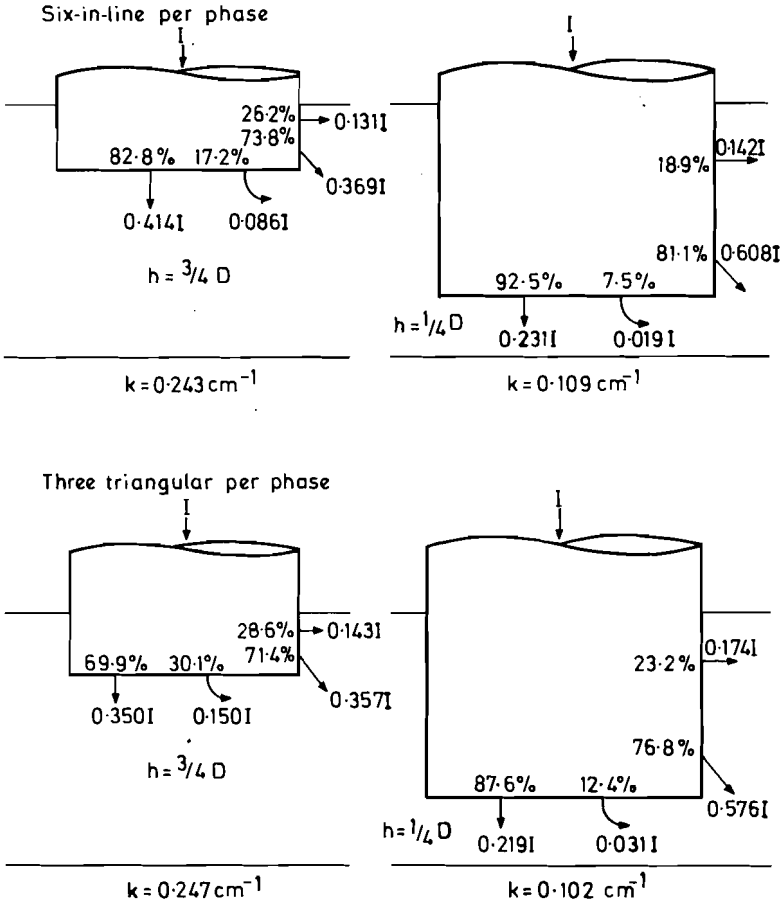 Six-in-line per phase
I
26·2%
0·131I
73·8%
82·8% 17·2%
0·369I
0·414I 0·086I
h = 3/4 D
k = 0·243 cm⁻¹
I
0·142I
18·9%
81·1% 0·608I
92·5% 7·5%
h = 1/4 D
0·231I 0·019I
k = 0·109 cm⁻¹
Three triangular per phase
I
28·6% 0·143I
71·4%
69·9% 30·1%
0·357I
0·350I 0·150I
h = 3/4 D
k = 0·247 cm⁻¹
I
0·174I
23·2%
76·8%
87·6% 12·4%
0·576I
h = 1/4 D
0·219I 0·031I
k = 0·102 cm⁻¹